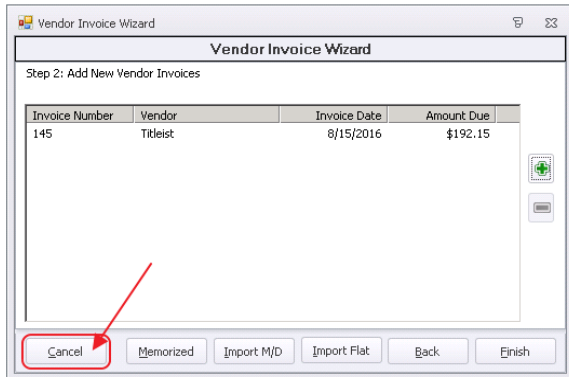 Vendor Invoice Wizard
Vendor Invoice Wizard
Step 2: Add New Vendor Invoices
Invoice Number Vendor Invoice Date Amount Due
145 Titleist 8/15/2016 $192.15
Cancel Memorized Import M/D Import Flat Back Finish